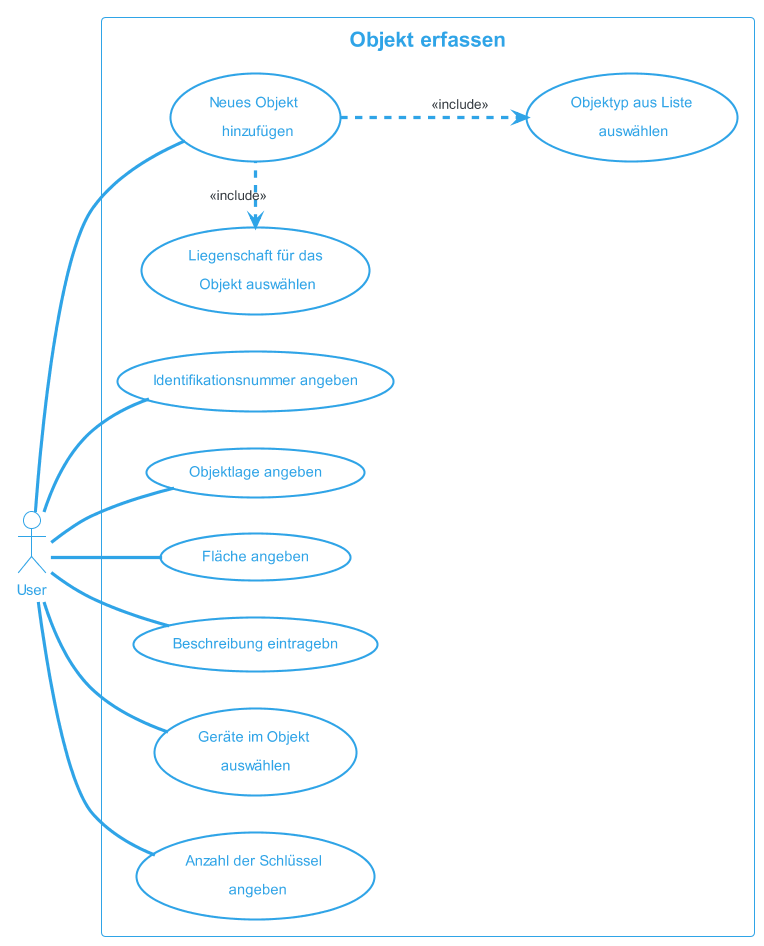 Objekt erfassen
Neues Objekt
hinzufügen
«include»
Objektyp aus Liste
auswählen
«include»
Liegenschaft für das
Objekt auswählen
Identifikationsnummer angeben
Objektlage angeben
Fläche angeben
User
Beschreibung eintragebn
Geräte im Objekt
auswählen
Anzahl der Schlüssel
angeben